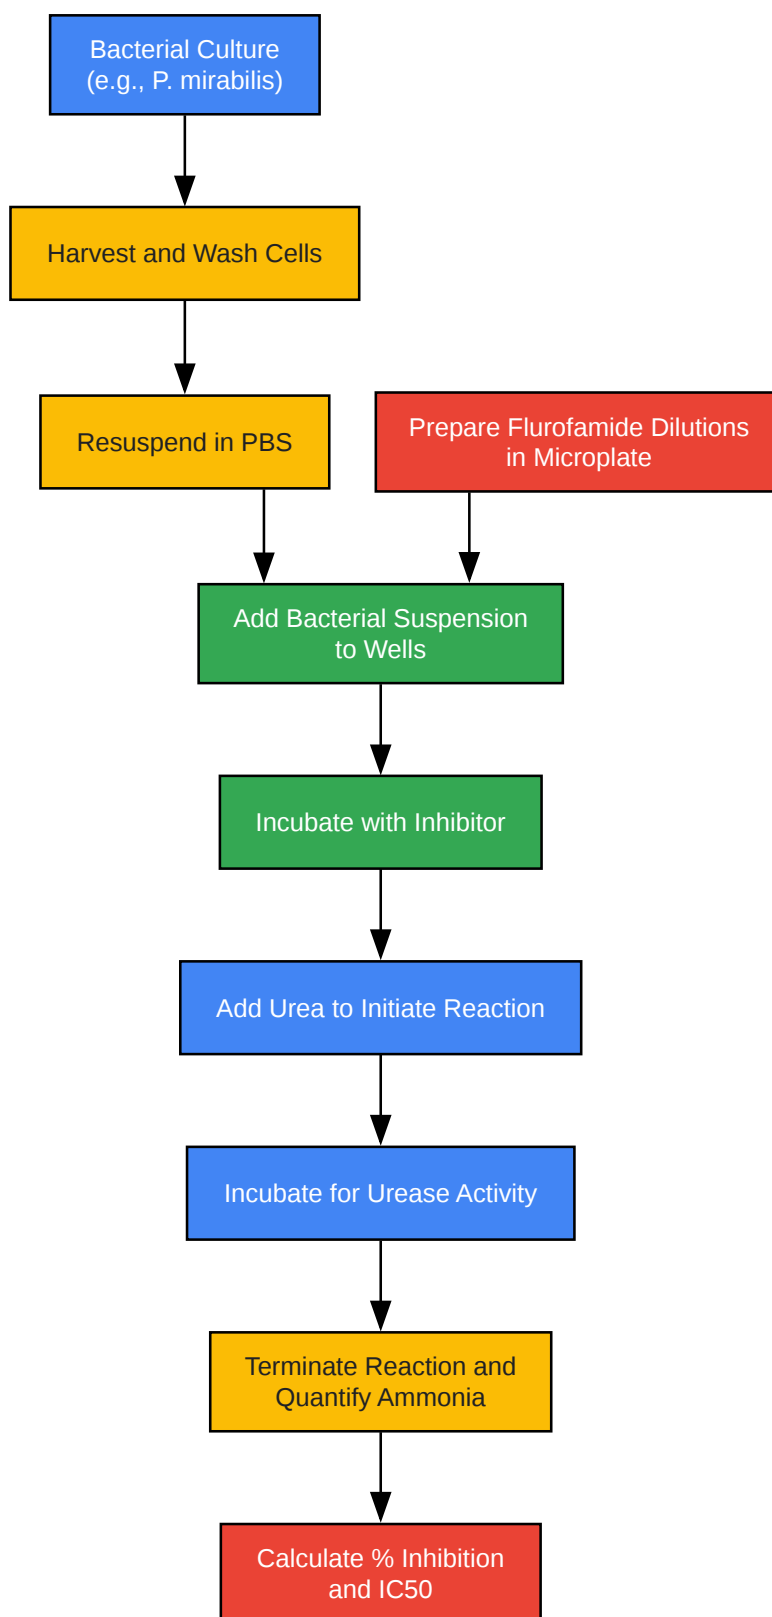 Bacterial Culture
(e.g., P. mirabilis)
Harvest and Wash Cells
Resuspend in PBS
Prepare Flurofamide Dilutions
in Microplate
Add Bacterial Suspension
to Wells
Incubate with Inhibitor
Add Urea to Initiate Reaction
Incubate for Urease Activity
Terminate Reaction and
Quantify Ammonia
Calculate % Inhibition
and IC50